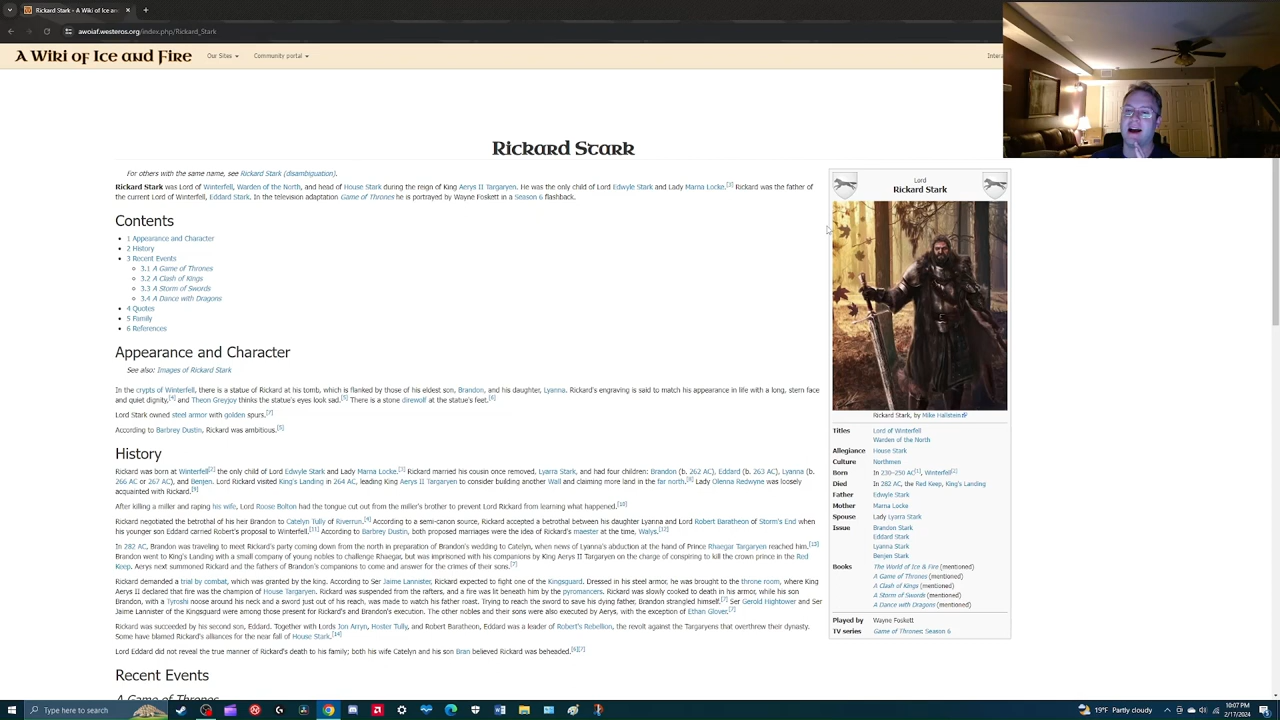 Rickard Stark - A Wiki of Ice
awoiaf.westeros.org/index.php/Rickard_Stark
A Wiki of Ice and Fire
Our Sites
Community portal
Intera
Rickard Stark
For others with the same name, see Rickard Stark (disambiguation).
Rickard Stark was Lord of Winterfell, Warden of the North, and head of House Stark during the reign of King Aerys II Targaryen. He was the only child of Lord Edwyle Stark and Lady Marna Locke.[3] Rickard was the father of
the current Lord of Winterfell, Eddard Stark. In the television adaptation Game of Thrones he is portrayed by Wayne Foskett in a Season 6 flashback.
Contents
1 Appearance and Character
2 History
3 Recent Events
3.1 A Game of Thrones
3.2 A Clash of Kings
3.3 A Storm of Swords
3.4 A Dance with Dragons
4 Quotes
5 Family
6 References
Appearance and Character
See also: Images of Rickard Stark
In the crypts of Winterfell, there is a statue of Rickard at his tomb, which is flanked by those of his eldest son, Brandon, and his daughter, Lyanna. Rickard's engraving is said to match his appearance in life with a long, stern face
and quiet dignity,[4] and Theon Greyjoy thinks the statue's eyes look sad.[5] There is a stone direwolf at the statue's feet.[6]
Lord Stark owned steel armor with golden spurs.[7]
According to Barbrey Dustin, Rickard was ambitious.[5]
History
Rickard was born at Winterfell[2] the only child of Lord Edwyle Stark and Lady Marna Locke.[3] Rickard married his cousin once removed, Lyarra Stark, and had four children: Brandon (b. 262 AC), Eddard (b. 263 AC), Lyanna (b.
266 AC or 267 AC), and Benjen. Lord Rickard visited King's Landing in 264 AC, leading King Aerys II Targaryen to consider building another Wall and claiming more land in the far north.[8] Lady Olenna Redwyne was loosely
acquainted with Rickard.[9]
After killing a miller and raping his wife, Lord Roose Bolton had the tongue cut out from the miller's brother to prevent Lord Rickard from learning what happened.[10]
Rickard negotiated the betrothal of his heir Brandon to Catelyn Tully of Riverrun.[4] According to a semi-canon source, Rickard accepted a betrothal between his daughter Lyanna and Lord Robert Baratheon of Storm's End when
his younger son Eddard carried Robert's proposal to Winterfell.[11] According to Barbrey Dustin, both proposed marriages were the idea of Rickard's maester at the time, Walys.[12]
In 282 AC, Brandon was traveling to meet Rickard's party coming down from the north in preparation of Brandon's wedding to Catelyn, when news of Lyanna's abduction at the hand of Prince Rhaegar Targaryen reached him.[13]
Brandon went to King's Landing with a small company of young nobles to challenge Rhaegar, but was imprisoned with his companions by King Aerys II Targaryen on the charge of conspiring to kill the crown prince in the Red
Keep. Aerys next summoned Rickard and the fathers of Brandon's companions to come and answer for the crimes of their sons.[7]
Rickard demanded a trial by combat, which was granted by the king. According to Ser Jaime Lannister, Rickard expected to fight one of the Kingsguard. Dressed in his steel armor, he was brought to the throne room, where King
Aerys II declared that fire was the champion of House Targaryen. Rickard was suspended from the rafters, and a fire was lit beneath him by the pyromancers. Rickard was slowly cooked to death in his armor, while his son
Brandon, with a Tyroshi noose around his neck and a sword just out of his reach, was made to watch his father roast. Trying to reach the sword to save his dying father, Brandon strangled himself.[7] Ser Gerold Hightower and Ser
Jaime Lannister of the Kingsguard were among those present for Rickard's and Brandon's execution. The other nobles and their sons were also executed by Aerys, with the exception of Ethan Glover.[7]
Rickard was succeeded by his second son, Eddard. Together with Lords Jon Arryn, Hoster Tully, and Robert Baratheon, Eddard was a leader of Robert's Rebellion, the revolt against the Targaryens that overthrew their dynasty.
Some have blamed Rickard's alliances for the near fall of House Stark.[14]
Lord Eddard did not reveal the true manner of Rickard's death to his family; both his wife Catelyn and his son Bran believed Rickard was beheaded.[6][7]
Recent Events
A Game of Thrones
Lord
Rickard Stark
Rickard Stark, by Mike Hallstein
Titles Lord of Winterfell
Warden of the North
Allegiance House Stark
Culture Northmen
Born In 230–250 AC[1], Winterfell[2]
Died In 282 AC, the Red Keep, King's Landing
Father Edwyle Stark
Mother Marna Locke
Spouse Lady Lyarra Stark
Issue Brandon Stark
Eddard Stark
Lyanna Stark
Benjen Stark
Books The World of Ice & Fire (mentioned)
A Game of Thrones (mentioned)
A Clash of Kings (mentioned)
A Storm of Swords (mentioned)
A Dance with Dragons (mentioned)
Played by Wayne Foskett
TV series Game of Thrones: Season 6
Type here to search
19°F Partly cloudy
10:07 PM
2/17/2024